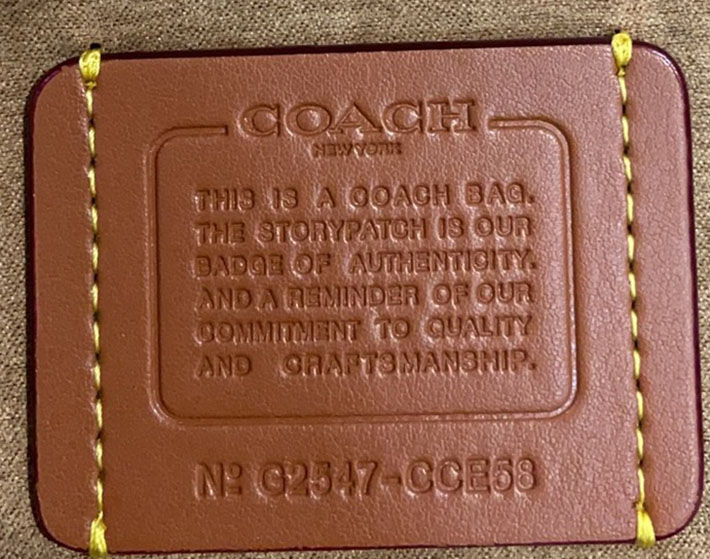 COACH
NEW YORK
THIS IS A COACH BAG.
THE STORYPATCH IS OUR
BADGE OF AUTHENTICITY.
AND A REMINDER OF OUR
COMMITMENT TO QUALITY
AND CRAFTSMANSHIP.
Nº C2547-CCE58